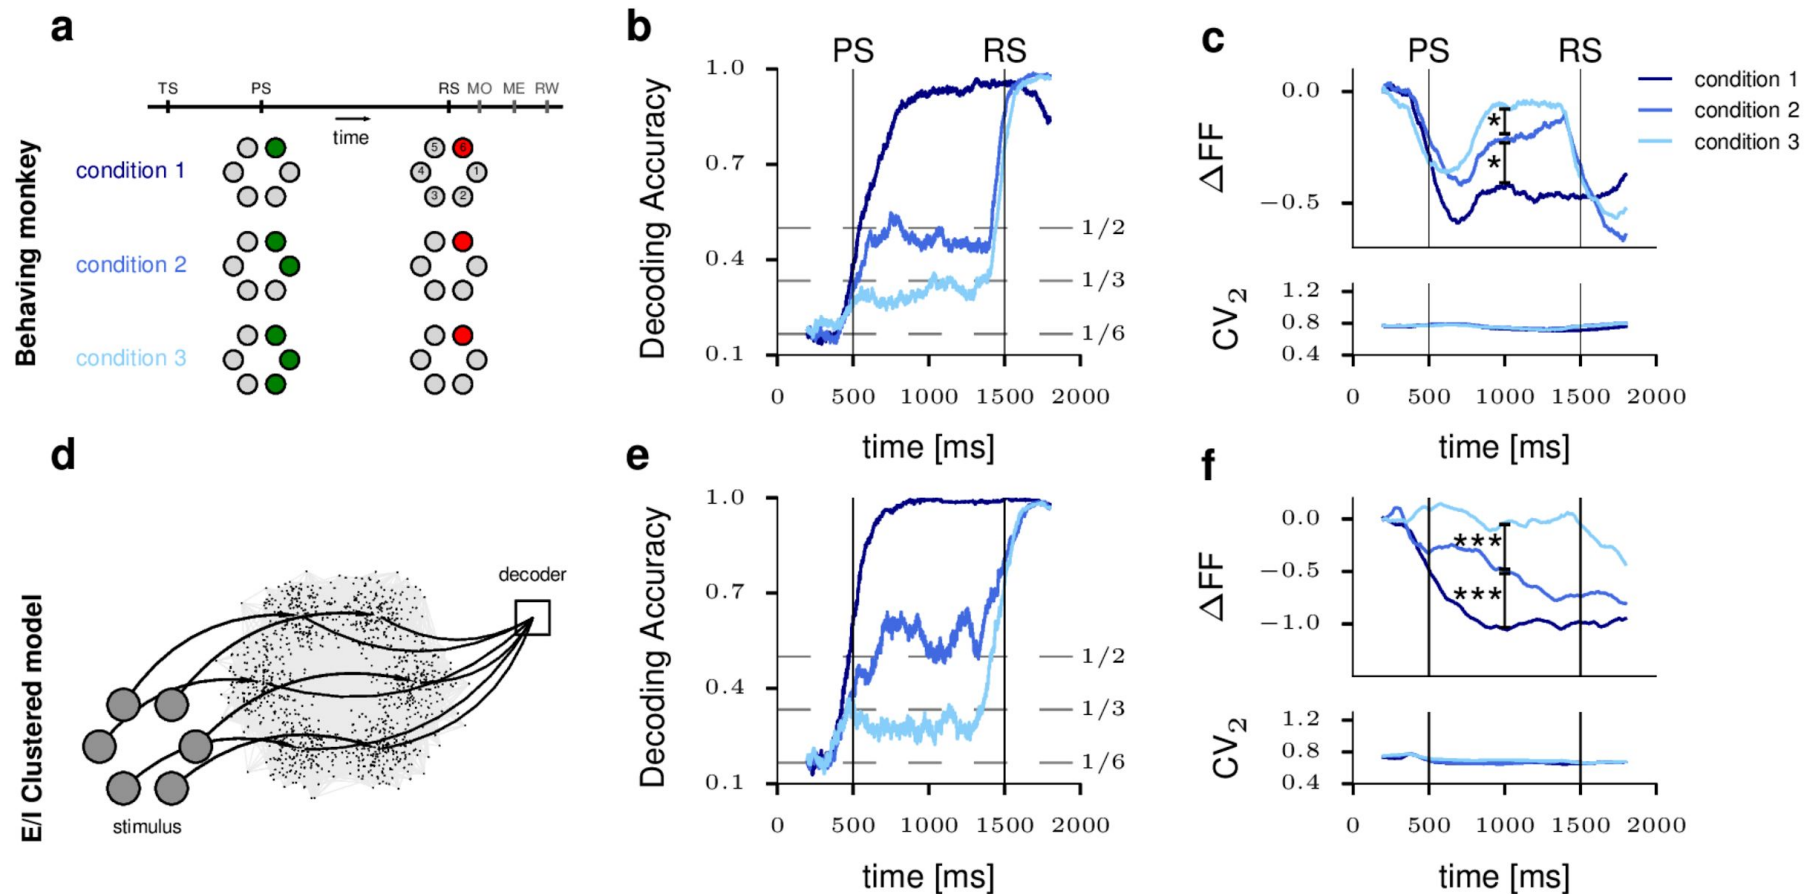 a
TS PS RS MO ME RW
time
Behaving monkey
condition 1
5 6
4 1
3 2
condition 2
condition 3
b
PS RS
Decoding Accuracy
1.0
0.7
0.4
0.1
1/2
1/3
1/6
0 500 1000 1500 2000
time [ms]
c
PS RS
ΔFF
0.0
−0.5
*
*
condition 1
condition 2
condition 3
CV2
1.2
0.8
0.4
0 500 1000 1500 2000
time [ms]
d
E/I Clustered model
decoder
stimulus
e
Decoding Accuracy
1.0
0.7
0.4
0.1
1/2
1/3
1/6
0 500 1000 1500 2000
time [ms]
f
ΔFF
0.0
−0.5
−1.0
***
***
CV2
1.2
0.8
0.4
0 500 1000 1500 2000
time [ms]